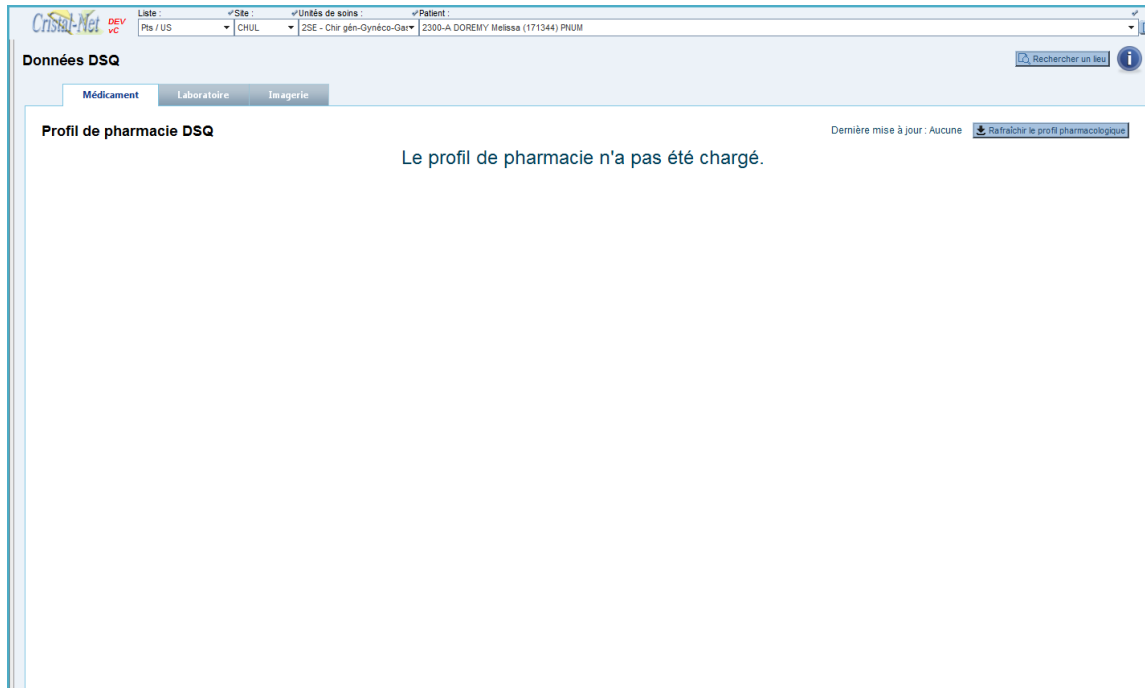 Cristal-Net DEV vC
Liste : Site : Unités de soins : Patient :
Pts / US CHUL 2SE - Chir gén-Gynéco-Gar 2300-A DOREMY Melissa (171344) PNUM
Données DSQ Rechercher un lieu i
Médicament Laboratoire Imagerie
Profil de pharmacie DSQ Dernière mise à jour : Aucune Rafraîchir le profil pharmacologique
Le profil de pharmacie n'a pas été chargé.